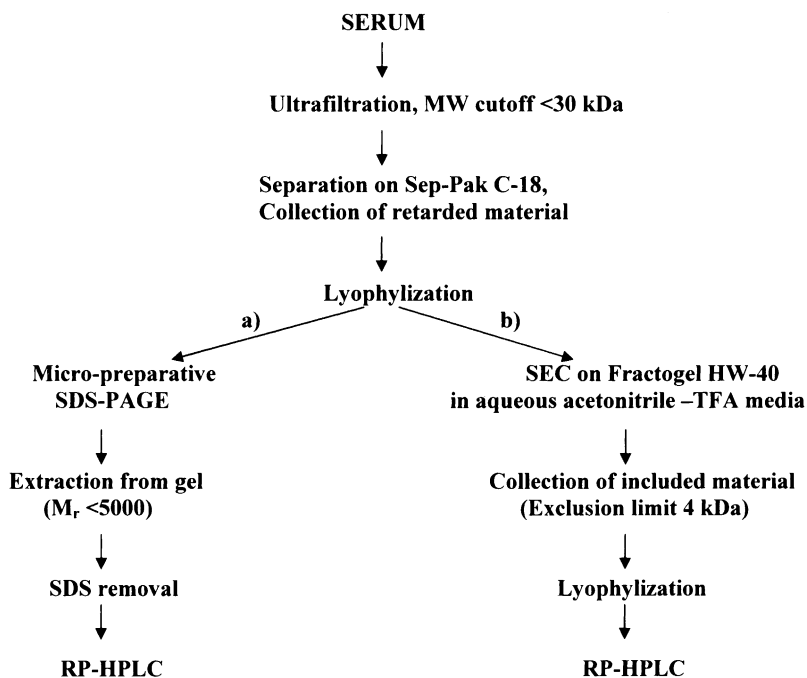 SERUM
Ultrafiltration, MW cutoff <30 kDa
Separation on Sep-Pak C-18,
Collection of retarded material
Lyophylization
a)
b)
Micro-preparative
SDS-PAGE
Extraction from gel
(Mr <5000)
SDS removal
RP-HPLC
SEC on Fractogel HW-40
in aqueous acetonitrile –TFA media
Collection of included material
(Exclusion limit 4 kDa)
Lyophylization
RP-HPLC